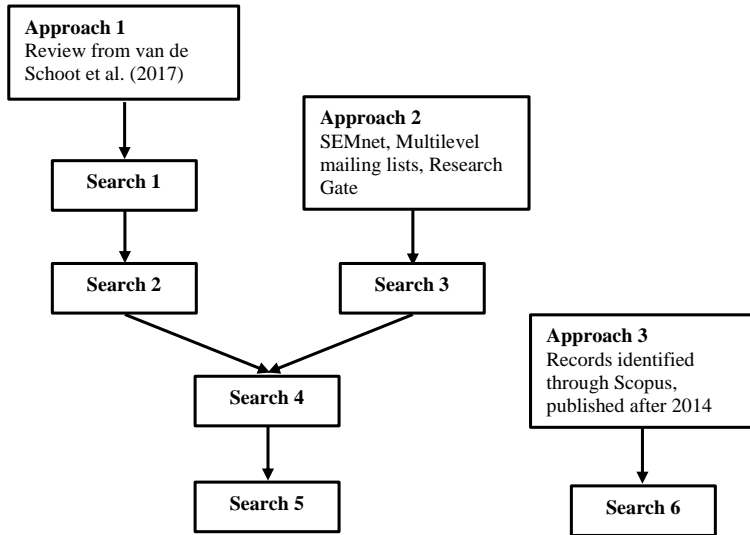 Approach 1
Review from van de
Schoot et al. (2017)
Approach 2
SEMnet, Multilevel
mailing lists, Research
Gate
Search 1
Search 2
Search 3
Approach 3
Records identified
through Scopus,
published after 2014
Search 4
Search 5
Search 6